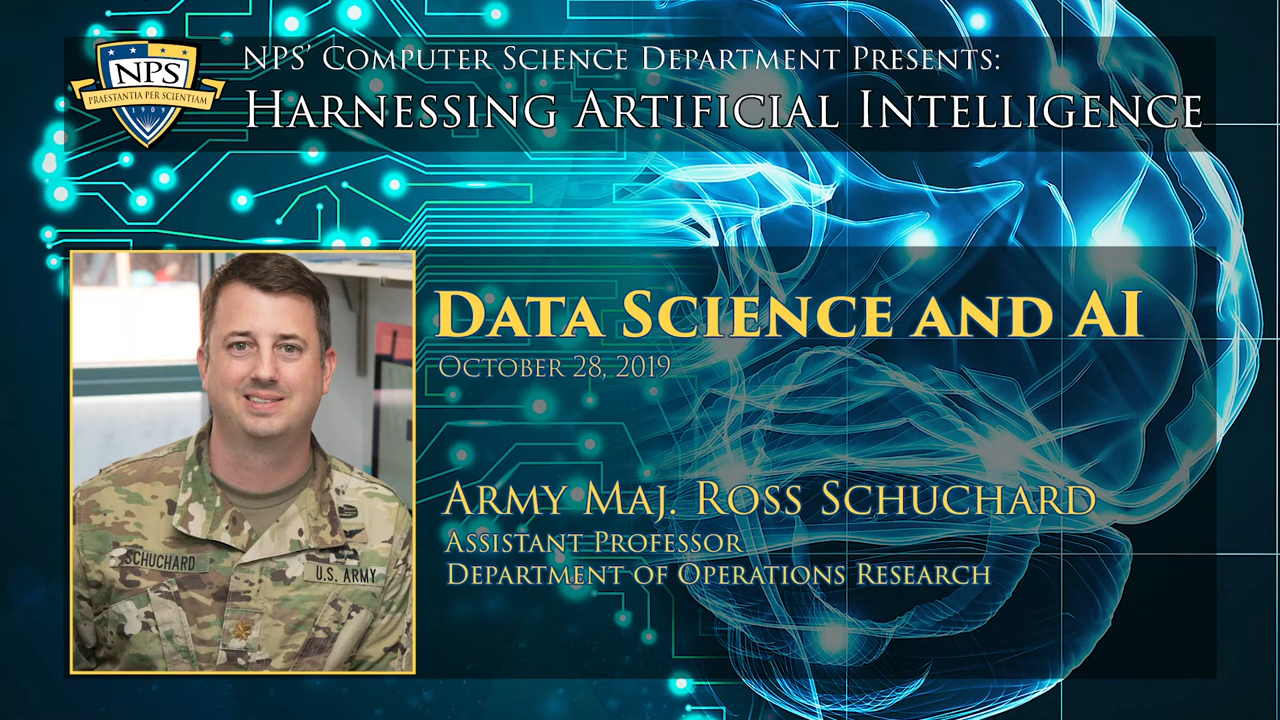 NPS' Computer Science Department Presents:
Harnessing Artificial Intelligence
NPS
PRAESTANTIA PER SCIENTIAM
1909
Data Science and AI
October 28, 2019
Army Maj. Ross Schuchard
Assistant Professor
Department of Operations Research
SCHUCHARD
U.S. ARMY